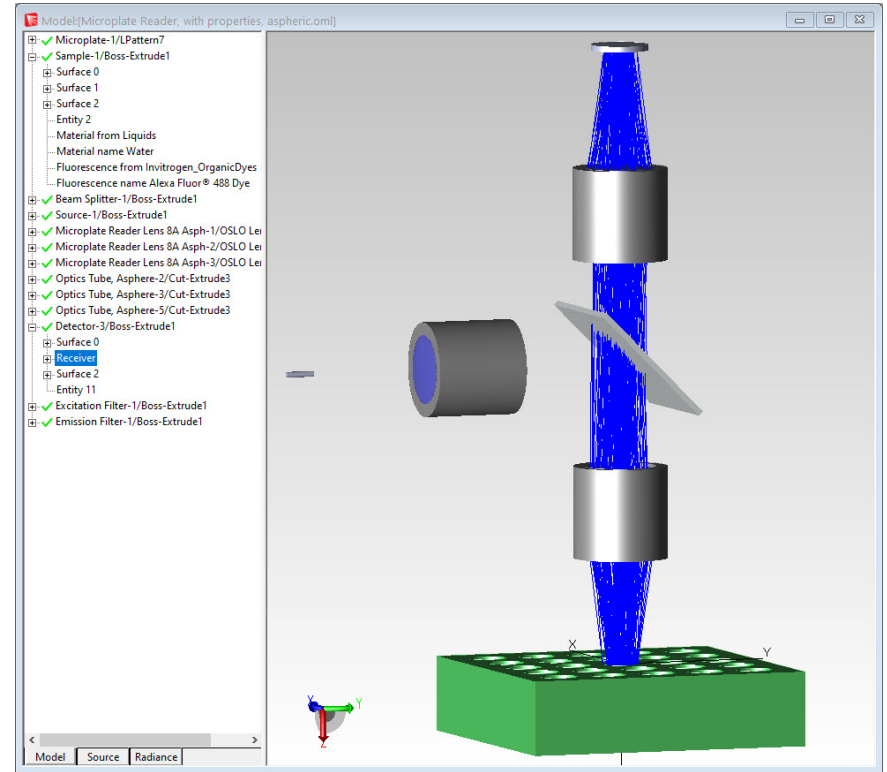 Model:[Microplate Reader, with properties, aspheric.oml]
Microplate-1/LPattern7
Sample-1/Boss-Extrude1
Surface 0
Surface 1
Surface 2
Entity 2
Material from Liquids
Material name Water
Fluorescence from Invitrogen_OrganicDyes
Fluorescence name Alexa Fluor® 488 Dye
Beam Splitter-1/Boss-Extrude1
Source-1/Boss-Extrude1
Microplate Reader Lens 8A Asph-1/OSLO Le
Microplate Reader Lens 8A Asph-2/OSLO Le
Microplate Reader Lens 8A Asph-3/OSLO Le
Optics Tube, Asphere-2/Cut-Extrude3
Optics Tube, Asphere-3/Cut-Extrude3
Optics Tube, Asphere-5/Cut-Extrude3
Detector-3/Boss-Extrude1
Surface 0
Receiver
Surface 2
Entity 11
Excitation Filter-1/Boss-Extrude1
Emission Filter-1/Boss-Extrude1
X
Y
Y
Z
Model Source Radiance